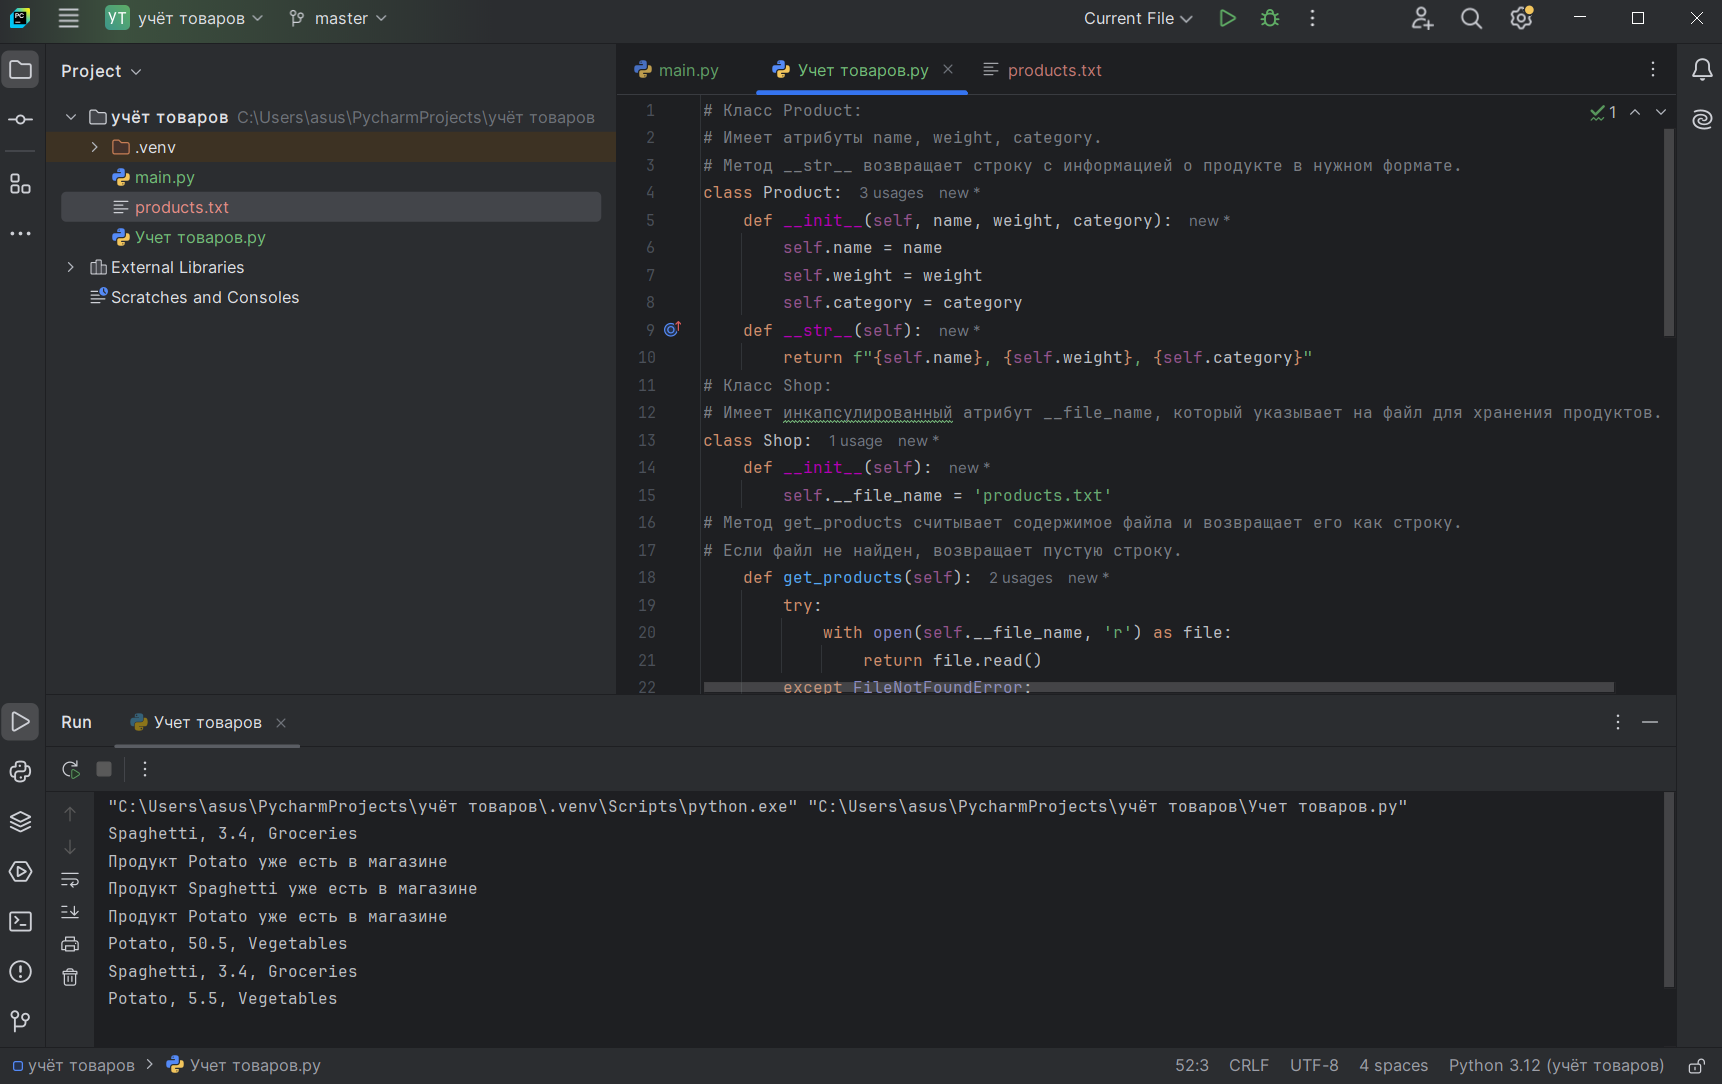 PC
УТ учёт товаров master Current File
Project
учёт товаров C:\Users\asus\PycharmProjects\учёт товаров
.venv
main.py
products.txt
Учет товаров.py
External Libraries
Scratches and Consoles
main.py Учет товаров.py products.txt
1
1 # Класс Product:
2 # Имеет атрибуты name, weight, category.
3 # Метод __str__ возвращает строку с информацией о продукте в нужном формате.
4 class Product: 3 usages new *
5 def __init__(self, name, weight, category): new *
6 self.name = name
7 self.weight = weight
8 self.category = category
9 def __str__(self): new *
10 return f"{self.name}, {self.weight}, {self.category}"
11 # Класс Shop:
12 # Имеет инкапсулированный атрибут __file_name, который указывает на файл для хранения продуктов.
13 class Shop: 1 usage new *
14 def __init__(self): new *
15 self.__file_name = 'products.txt'
16 # Метод get_products считывает содержимое файла и возвращает его как строку.
17 # Если файл не найден, возвращает пустую строку.
18 def get_products(self): 2 usages new *
19 try:
20 with open(self.__file_name, 'r') as file:
21 return file.read()
22 except FileNotFoundError:
Run Учет товаров
"C:\Users\asus\PycharmProjects\учёт товаров\.venv\Scripts\python.exe" "C:\Users\asus\PycharmProjects\учёт товаров\Учет товаров.py"
Spaghetti, 3.4, Groceries
Продукт Potato уже есть в магазине
Продукт Spaghetti уже есть в магазине
Продукт Potato уже есть в магазине
Potato, 50.5, Vegetables
Spaghetti, 3.4, Groceries
Potato, 5.5, Vegetables
учёт товаров Учет товаров.py 52:3 CRLF UTF-8 4 spaces Python 3.12 (учёт товаров)